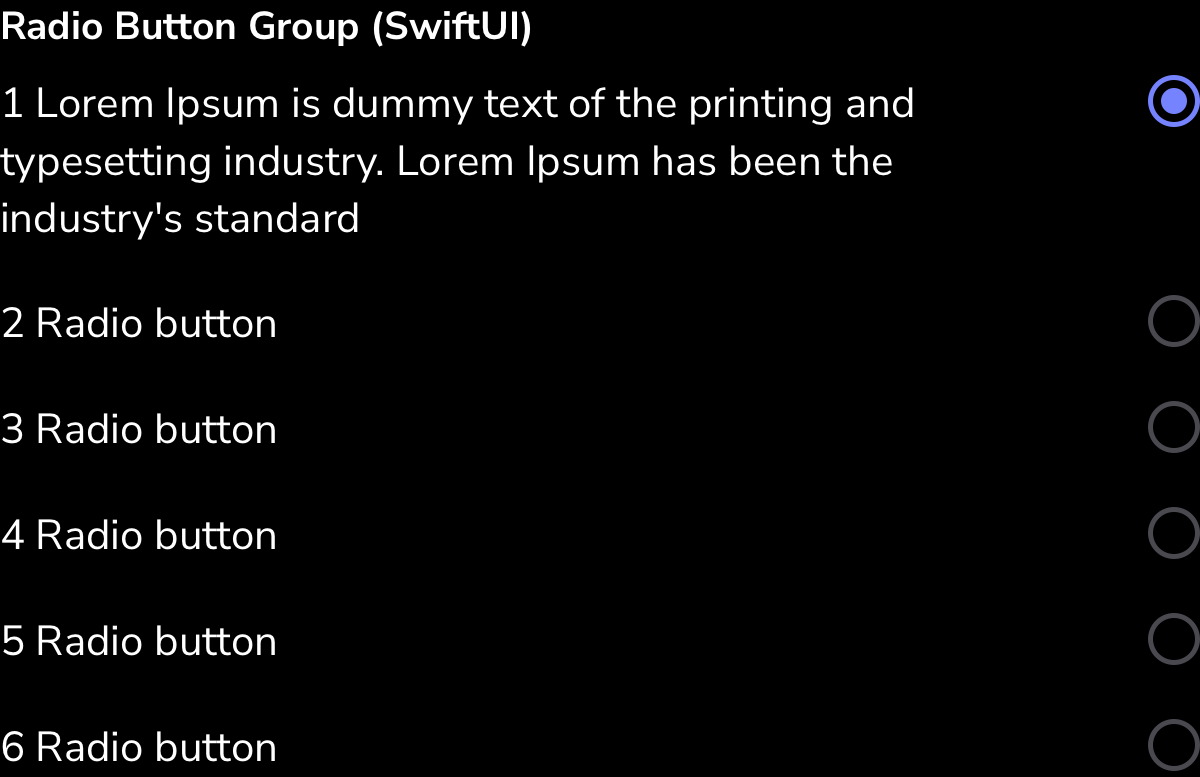 Radio Button Group (SwiftUI)
1 Lorem Ipsum is dummy text of the printing and
typesetting industry. Lorem Ipsum has been the
industry's standard
2 Radio button
3 Radio button
4 Radio button
5 Radio button
6 Radio button